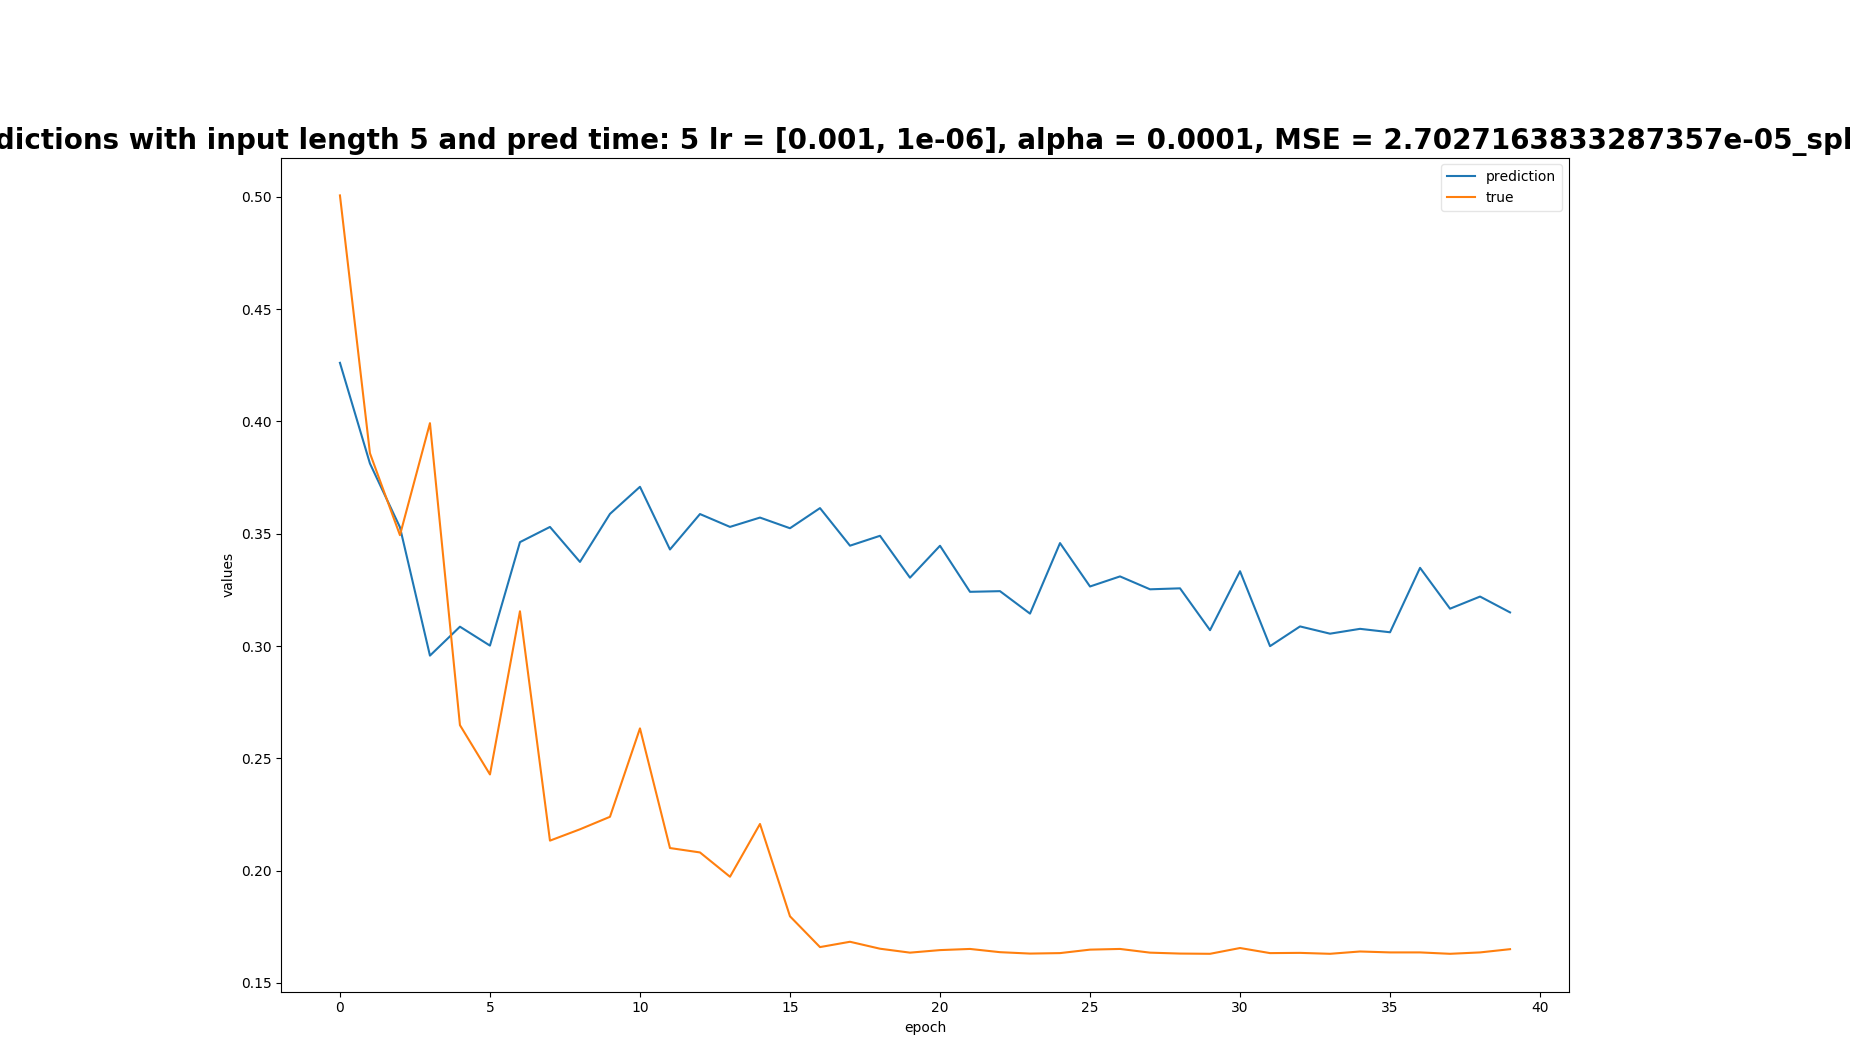 dictions with input length 5 and pred time: 5 lr = [0.001, 1e-06], alpha = 0.0001, MSE = 2.7027163833287357e-05_spl
prediction
true
0.50
0.45
0.40
0.35
0.30
0.25
0.20
0.15
values
0 5 10 15 20 25 30 35 40
epoch